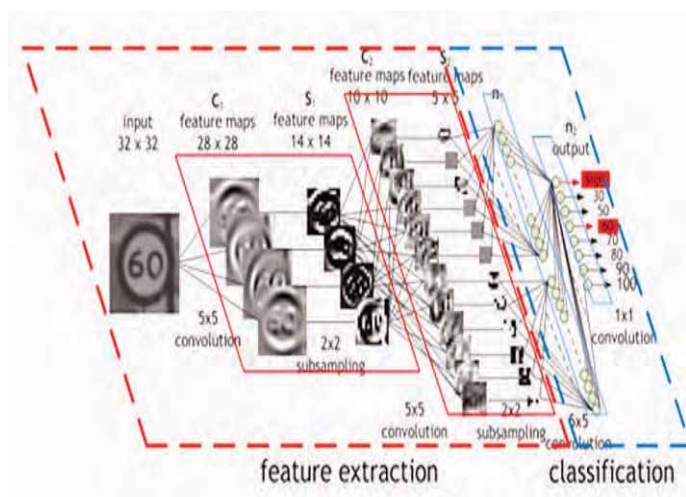 input
32 x 32
C₁
feature maps
28 x 28
S₁
feature maps
14 x 14
C₂
feature maps
10 x 10
S₂
feature maps
5 x 5
n₁
n₂
output
30
50
60
70
80
90
100
60
5x5
convolution
2x2
subsampling
5x5
convolution
2x2
subsampling
convolution
1x1
convolution
feature extraction
classification